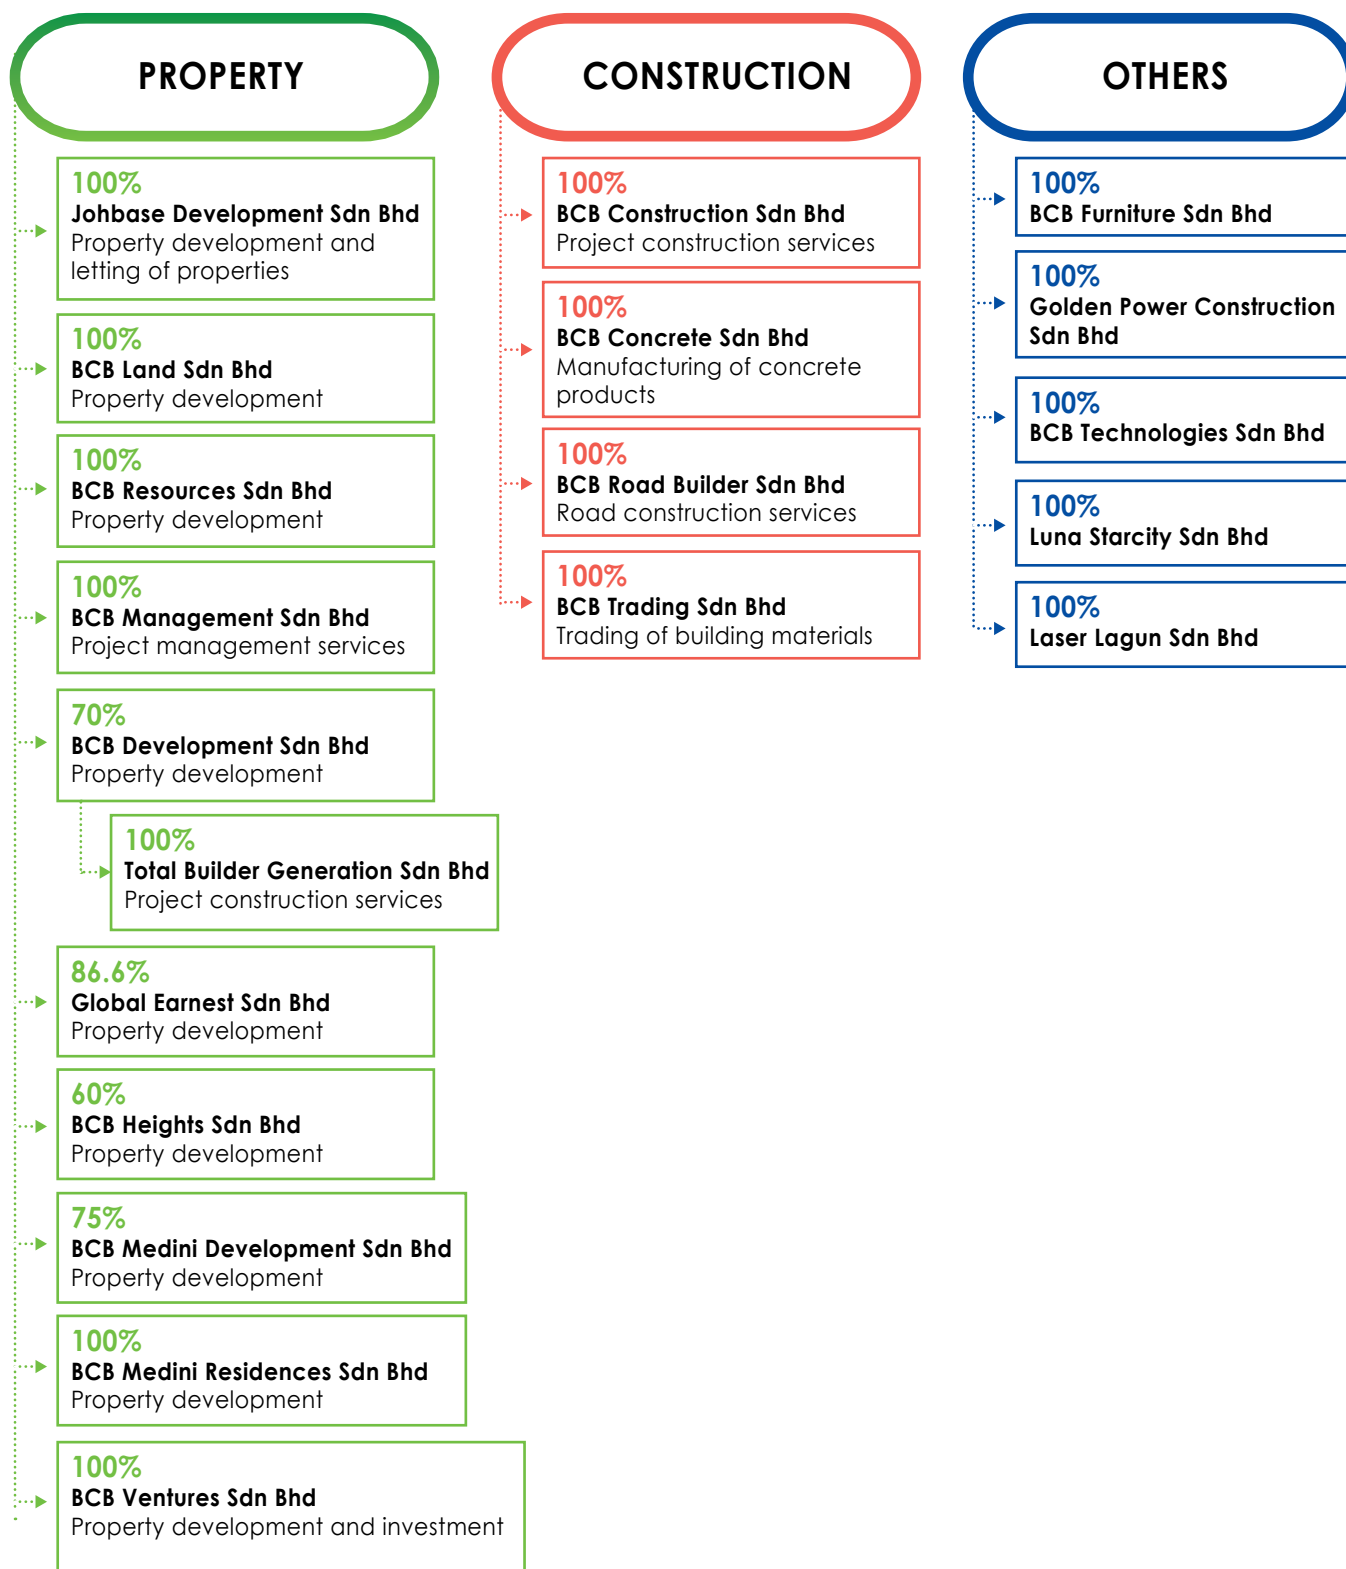 PROPERTY
100%
Johbase Development Sdn Bhd
Property development and
letting of properties
100%
BCB Land Sdn Bhd
Property development
100%
BCB Resources Sdn Bhd
Property development
100%
BCB Management Sdn Bhd
Project management services
70%
BCB Development Sdn Bhd
Property development
100%
Total Builder Generation Sdn Bhd
Project construction services
86.6%
Global Earnest Sdn Bhd
Property development
60%
BCB Heights Sdn Bhd
Property development
75%
BCB Medini Development Sdn Bhd
Property development
100%
BCB Medini Residences Sdn Bhd
Property development
100%
BCB Ventures Sdn Bhd
Property development and investment
CONSTRUCTION
100%
BCB Construction Sdn Bhd
Project construction services
100%
BCB Concrete Sdn Bhd
Manufacturing of concrete
products
100%
BCB Road Builder Sdn Bhd
Road construction services
100%
BCB Trading Sdn Bhd
Trading of building materials
OTHERS
100%
BCB Furniture Sdn Bhd
100%
Golden Power Construction
Sdn Bhd
100%
BCB Technologies Sdn Bhd
100%
Luna Starcity Sdn Bhd
100%
Laser Lagun Sdn Bhd